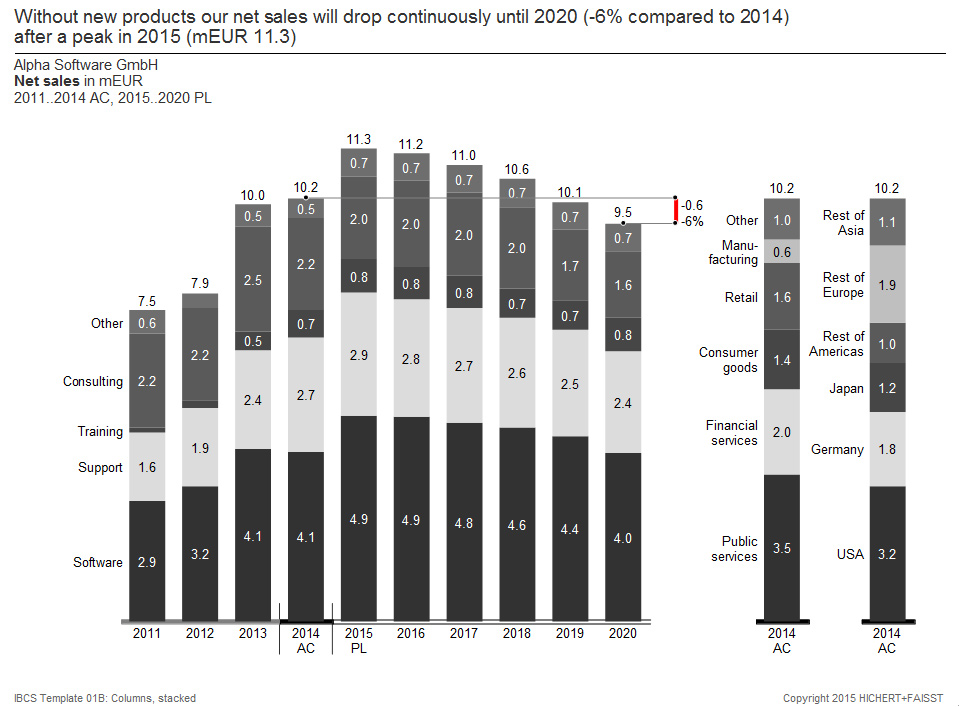 Without new products our net sales will drop continuously until 2020 (-6% compared to 2014)
after a peak in 2015 (mEUR 11.3)
Alpha Software GmbH
Net sales in mEUR
2011..2014 AC, 2015..2020 PL
7.5
7.9
10.0
10.2
11.3
11.2
11.0
10.6
10.1
9.5
-0.6
-6%
10.2
10.2
Other
0.6
0.5
0.5
0.7
0.7
0.7
0.7
0.7
0.7
Consulting
2.2
2.2
2.5
2.2
2.0
2.0
2.0
2.0
1.7
1.6
Training
0.5
0.7
0.8
0.8
0.8
0.7
0.7
0.8
Support
1.6
1.9
2.4
2.7
2.9
2.8
2.7
2.6
2.5
2.4
Software
2.9
3.2
4.1
4.1
4.9
4.9
4.8
4.6
4.4
4.0
2011
2012
2013
2014
AC
2015
PL
2016
2017
2018
2019
2020
Other
1.0
Manu-
facturing
0.6
Retail
1.6
Consumer
goods
1.4
Financial
services
2.0
Public
services
3.5
2014
AC
Rest of
Asia
1.1
Rest of
Europe
1.9
Rest of
Americas
1.0
Japan
1.2
Germany
1.8
USA
3.2
2014
AC
IBCS Template 01B: Columns, stacked
Copyright 2015 HICHERT+FAISST